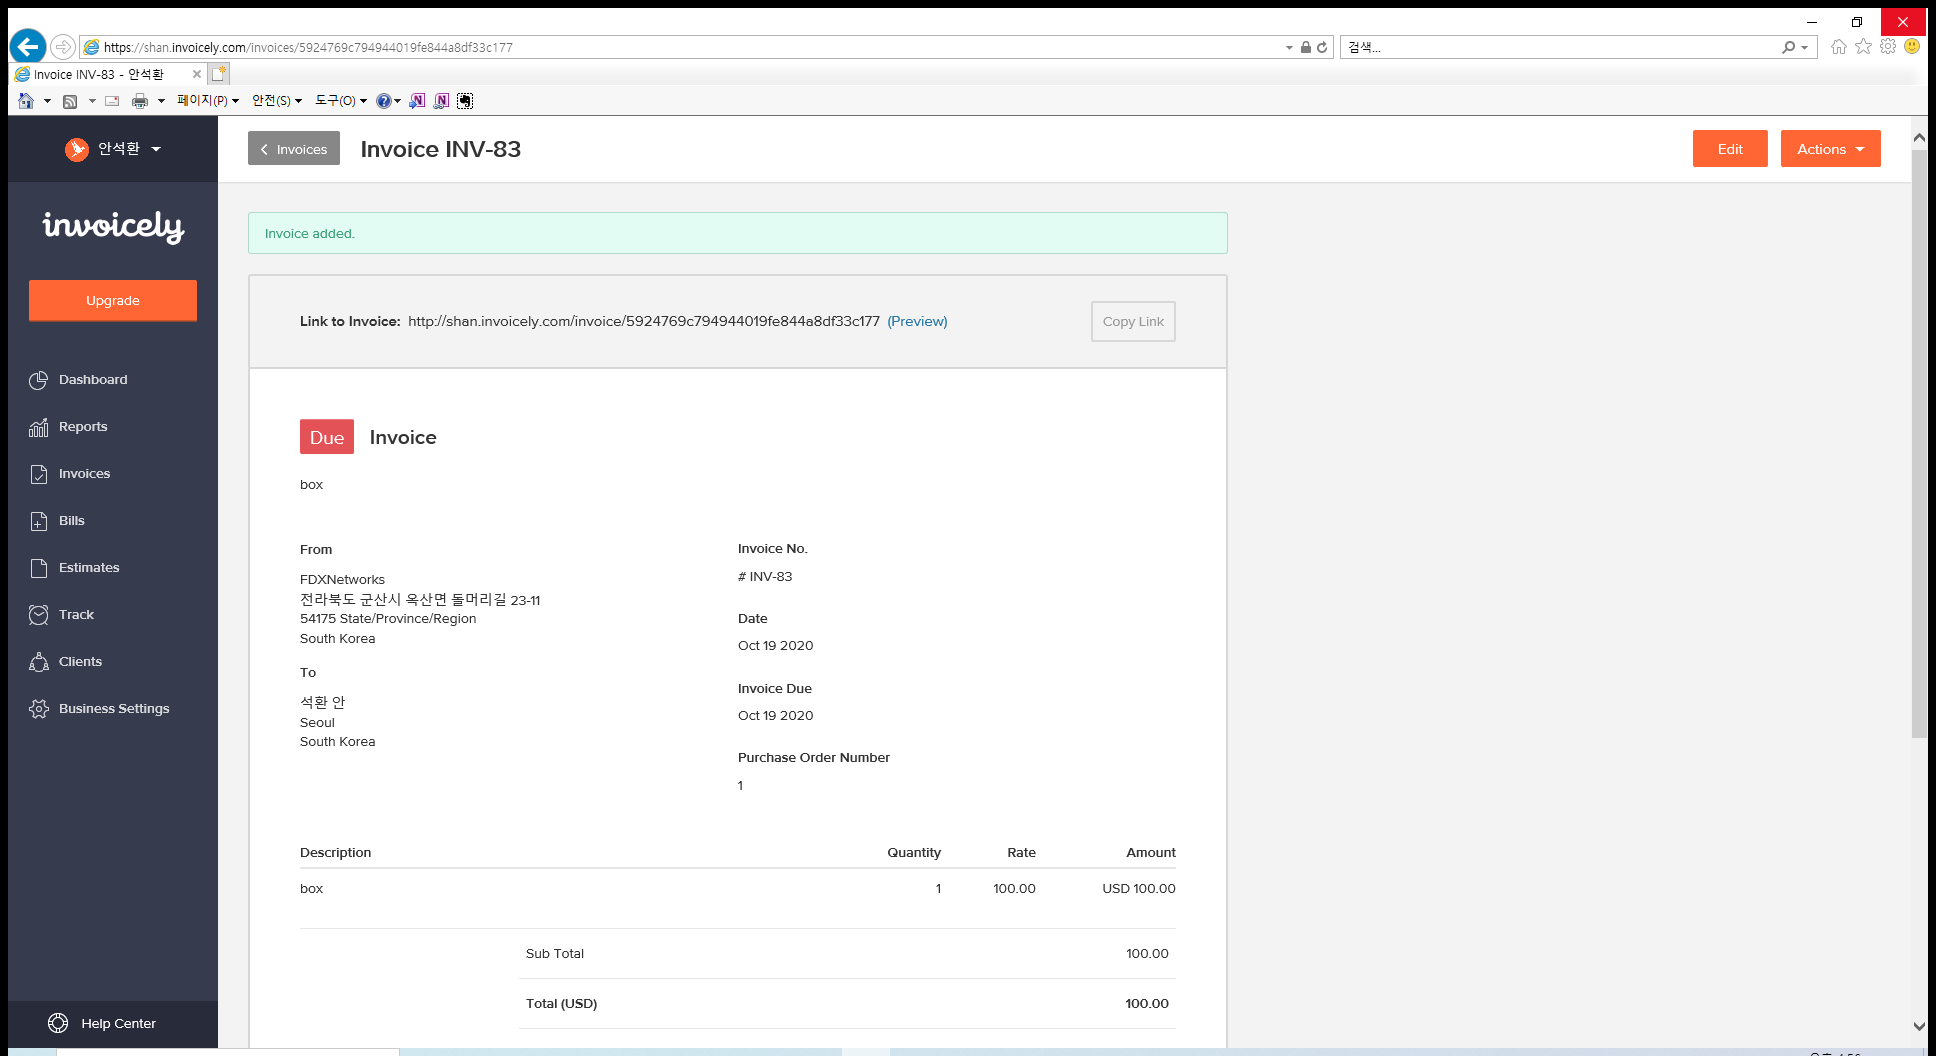 https://shan.invoicely.com/invoices/5924769c794944019fe844a8df33c177
검색...
Invoice INV-83 - 안석환
페이지(P) 안전(S) 도구(O)
안석환
Invoices
Invoice INV-83
Edit
Actions
invoicely
Upgrade
Dashboard
Reports
Invoices
Bills
Estimates
Track
Clients
Business Settings
Help Center
Invoice added.
Link to Invoice: http://shan.invoicely.com/invoice/5924769c794944019fe844a8df33c177 (Preview)
Copy Link
Due Invoice
box
From
FDXNetworks
전라북도 군산시 옥산면 돌머리길 23-11
54175 State/Province/Region
South Korea
To
석환 안
Seoul
South Korea
Invoice No.
# INV-83
Date
Oct 19 2020
Invoice Due
Oct 19 2020
Purchase Order Number
1
Description Quantity Rate Amount
box 1 100.00 USD 100.00
Sub Total 100.00
Total (USD) 100.00